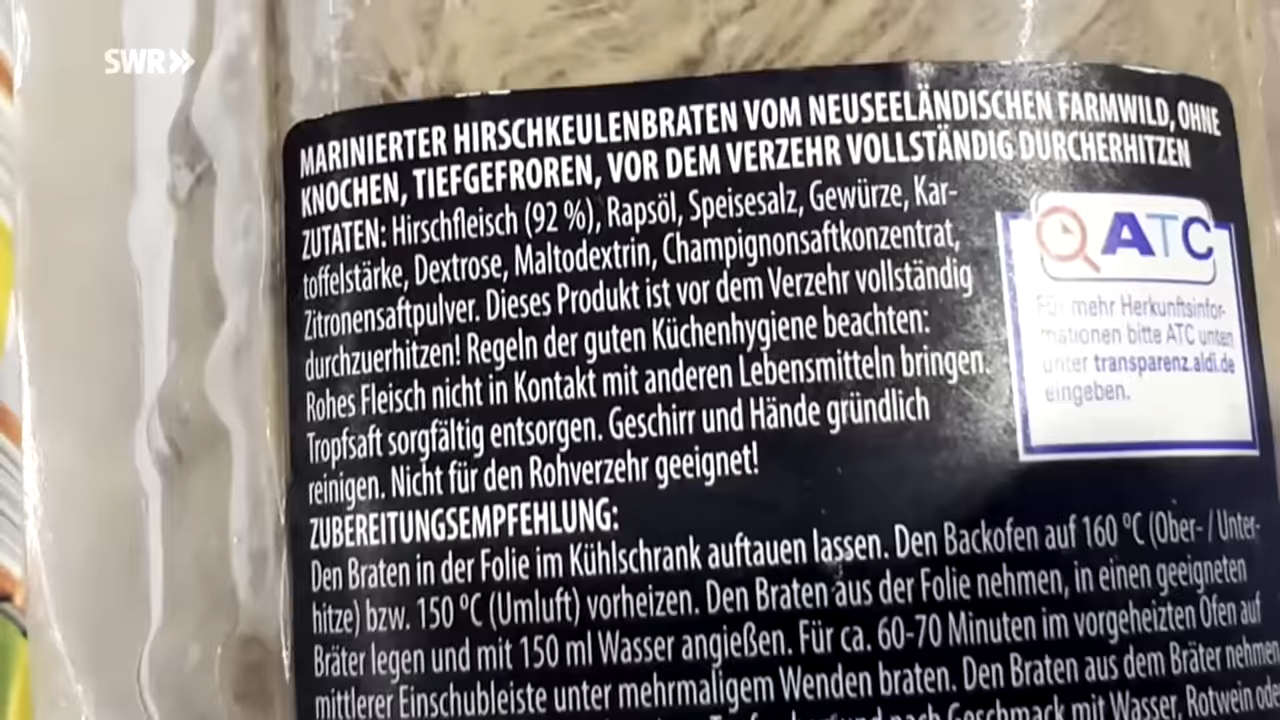 SWR»
MARINIERTER HIRSCHKEULENBRATEN VOM NEUSEELÄNDISCHEN FARMWILD, OHNE
KNOCHEN, TIEFGEFROREN, VOR DEM VERZEHR VOLLSTÄNDIG DURCHERHITZEN
ZUTATEN: Hirschfleisch (92 %), Rapsöl, Speisesalz, Gewürze, Kar-
toffelstärke, Dextrose, Maltodextrin, Champignonsaftkonzentrat,
Zitronensaftpulver. Dieses Produkt ist vor dem Verzehr vollständig
durchzuerhitzen! Regeln der guten Küchenhygiene beachten:
Rohes Fleisch nicht in Kontakt mit anderen Lebensmitteln bringen.
Tropfsaft sorgfältig entsorgen. Geschirr und Hände gründlich
reinigen. Nicht für den Rohverzehr geeignet!
ATC
Für mehr Herkunftsinfor-
mationen bitte ATC unten
unter transparenz.aldi.de
eingeben.
ZUBEREITUNGSEMPFEHLUNG:
Den Braten in der Folie im Kühlschrank auftauen lassen. Den Backofen auf 160 °C (Ober- / Unter-
hitze) bzw. 150 °C (Umluft) vorheizen. Den Braten aus der Folie nehmen, in einen geeigneten
Bräter legen und mit 150 ml Wasser angießen. Für ca. 60-70 Minuten im vorgeheizten Ofen auf
mittlerer Einschubleiste unter mehrmaligem Wenden braten. Den Braten aus dem Bräter nehmen
und nach Geschmack mit Wasser, Rotwein ode